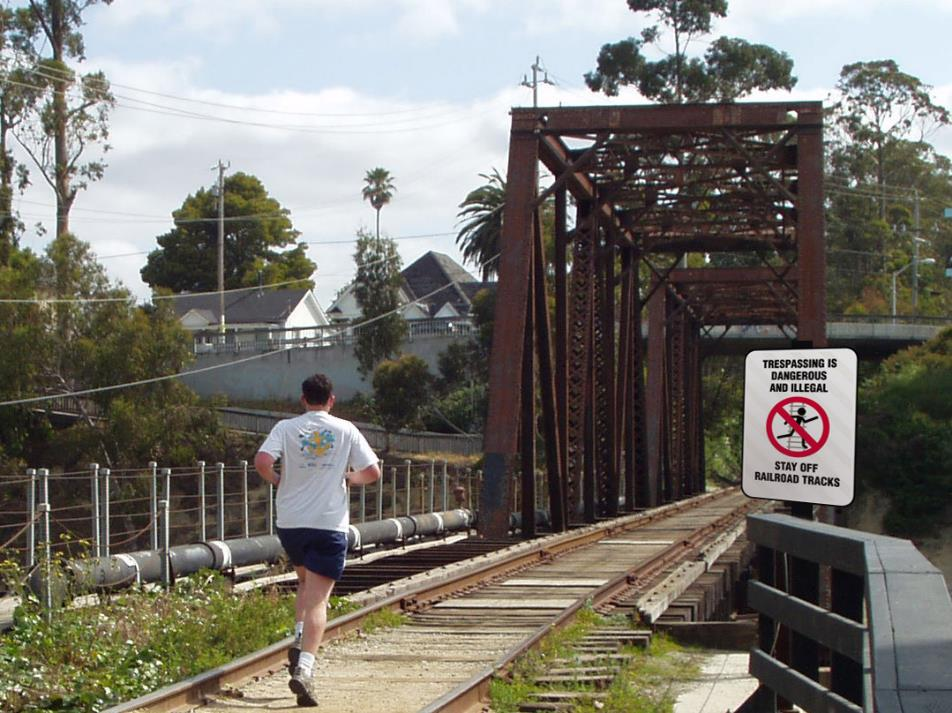 TRESPASSING IS
DANGEROUS
AND ILLEGAL
STAY OFF
RAILROAD TRACKS